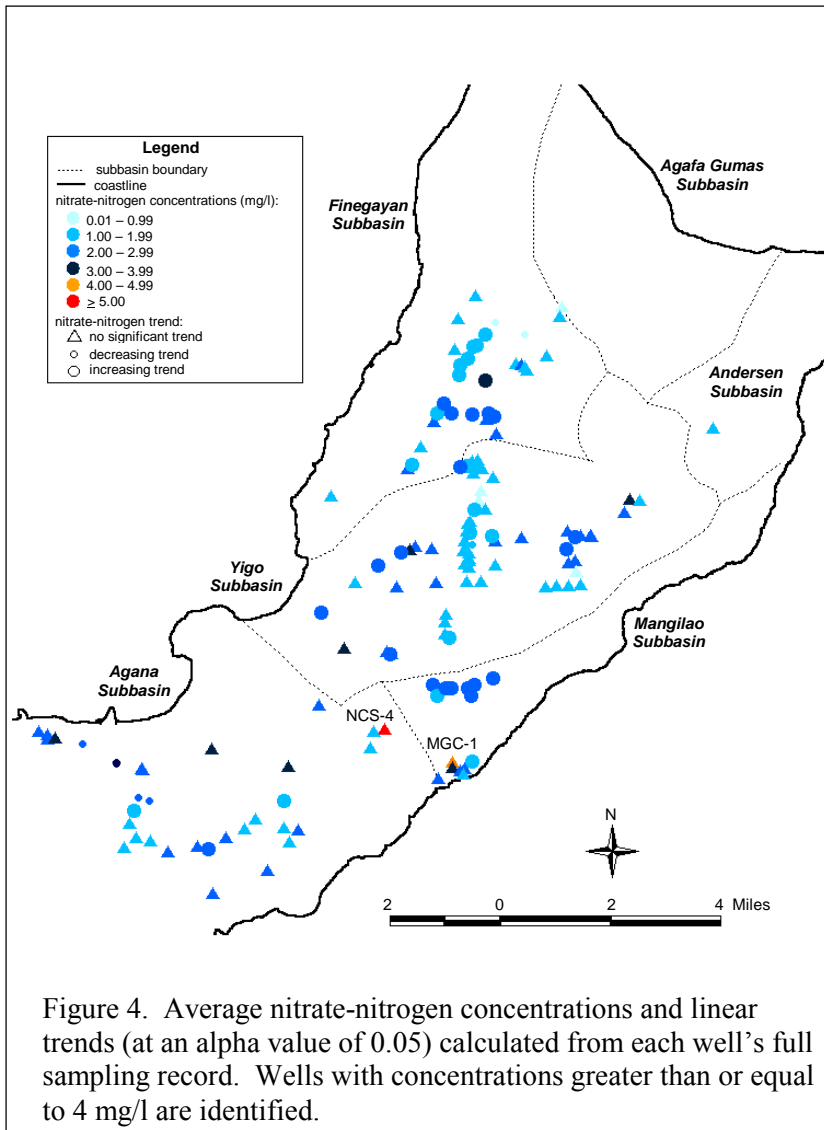 Legend
subbasin boundary
coastline
nitrate-nitrogen concentrations (mg/l):
0.01 – 0.99
1.00 – 1.99
2.00 – 2.99
3.00 – 3.99
4.00 – 4.99
≥ 5.00
nitrate-nitrogen trend:
no significant trend
decreasing trend
increasing trend
Agafa Gumas
Subbasin
Finegayan
Subbasin
Andersen
Subbasin
Yigo
Subbasin
Mangilao
Subbasin
Agana
Subbasin
NCS-4
MGC-1
N
2 0 2 4 Miles
Figure 4. Average nitrate-nitrogen concentrations and linear
trends (at an alpha value of 0.05) calculated from each well’s full
sampling record. Wells with concentrations greater than or equal
to 4 mg/l are identified.